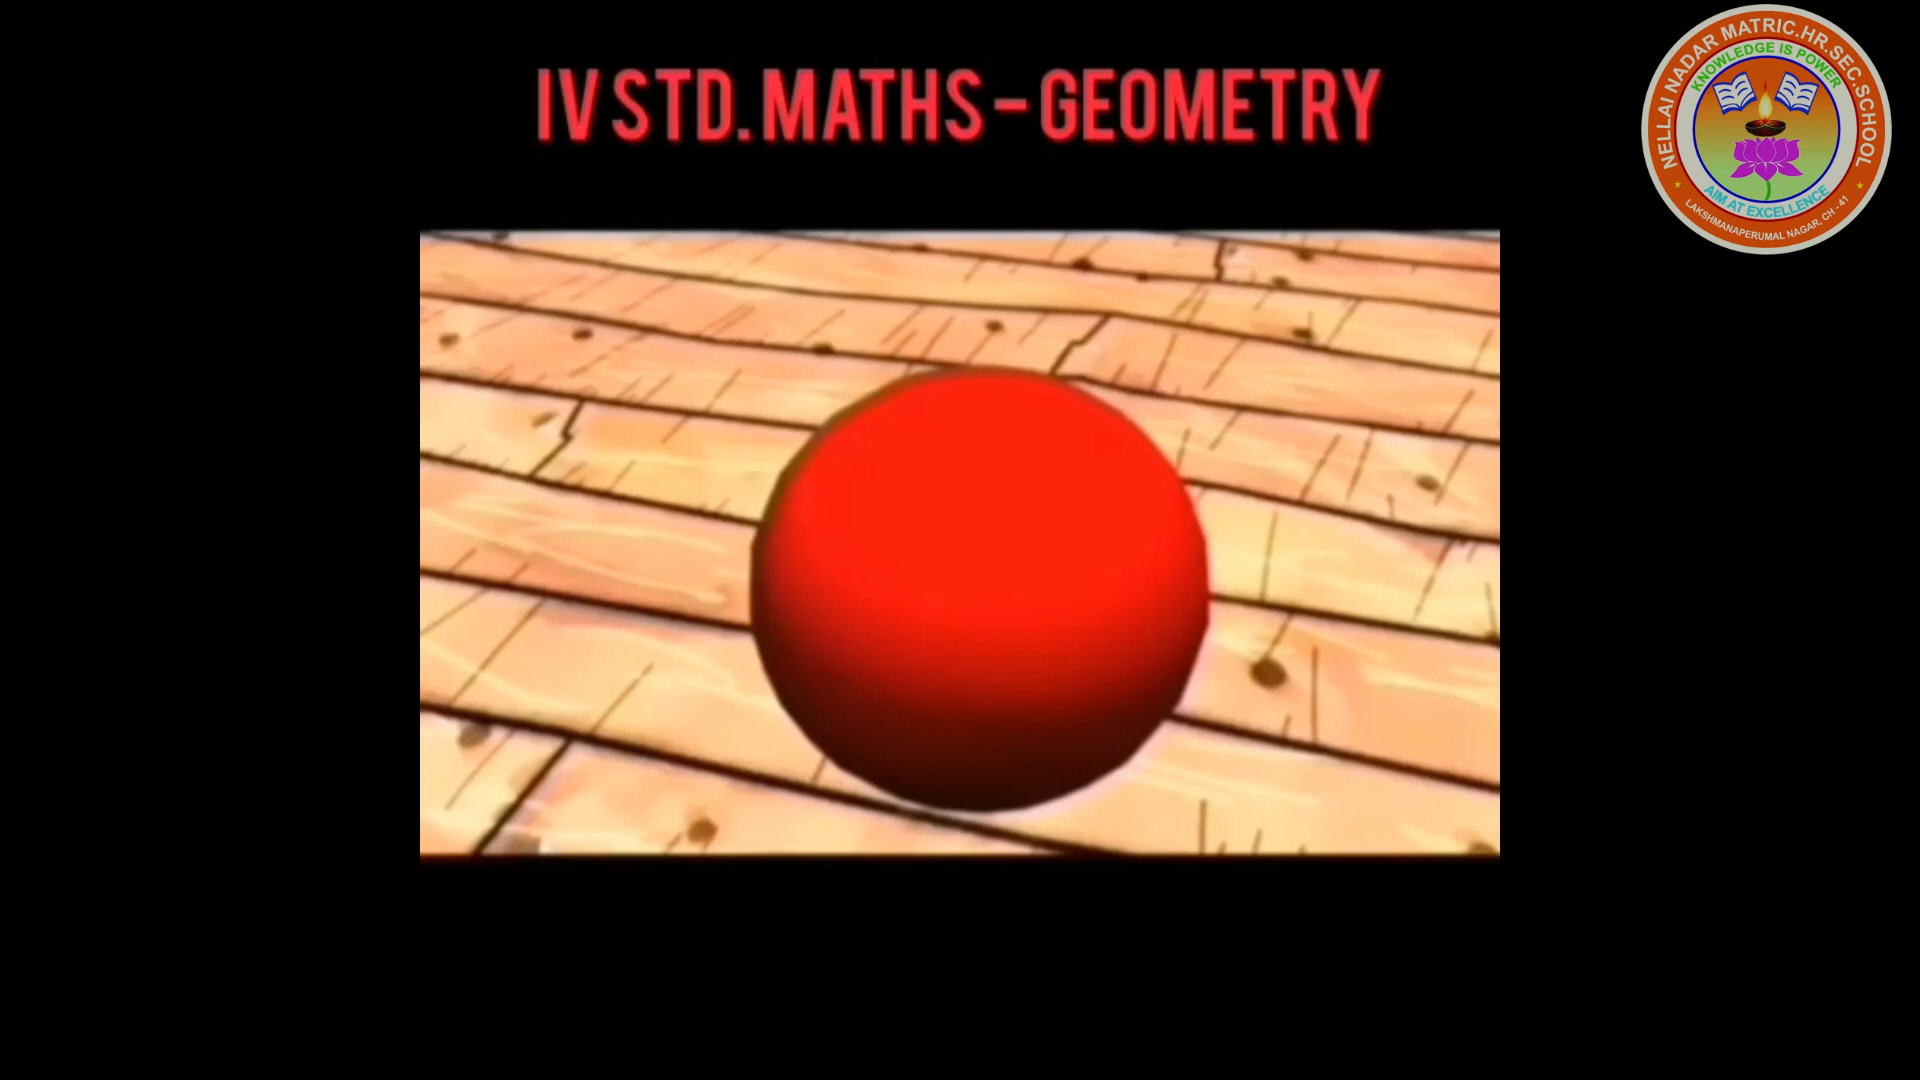 IV STD. MATHS – GEOMETRY
NELLAI NADAR MATRIC.HR.SEC.SCHOOL
KNOWLEDGE IS POWER
AIM AT EXCELLENCE
LAKSHMANAPERUMAL NAGAR, CH - 41